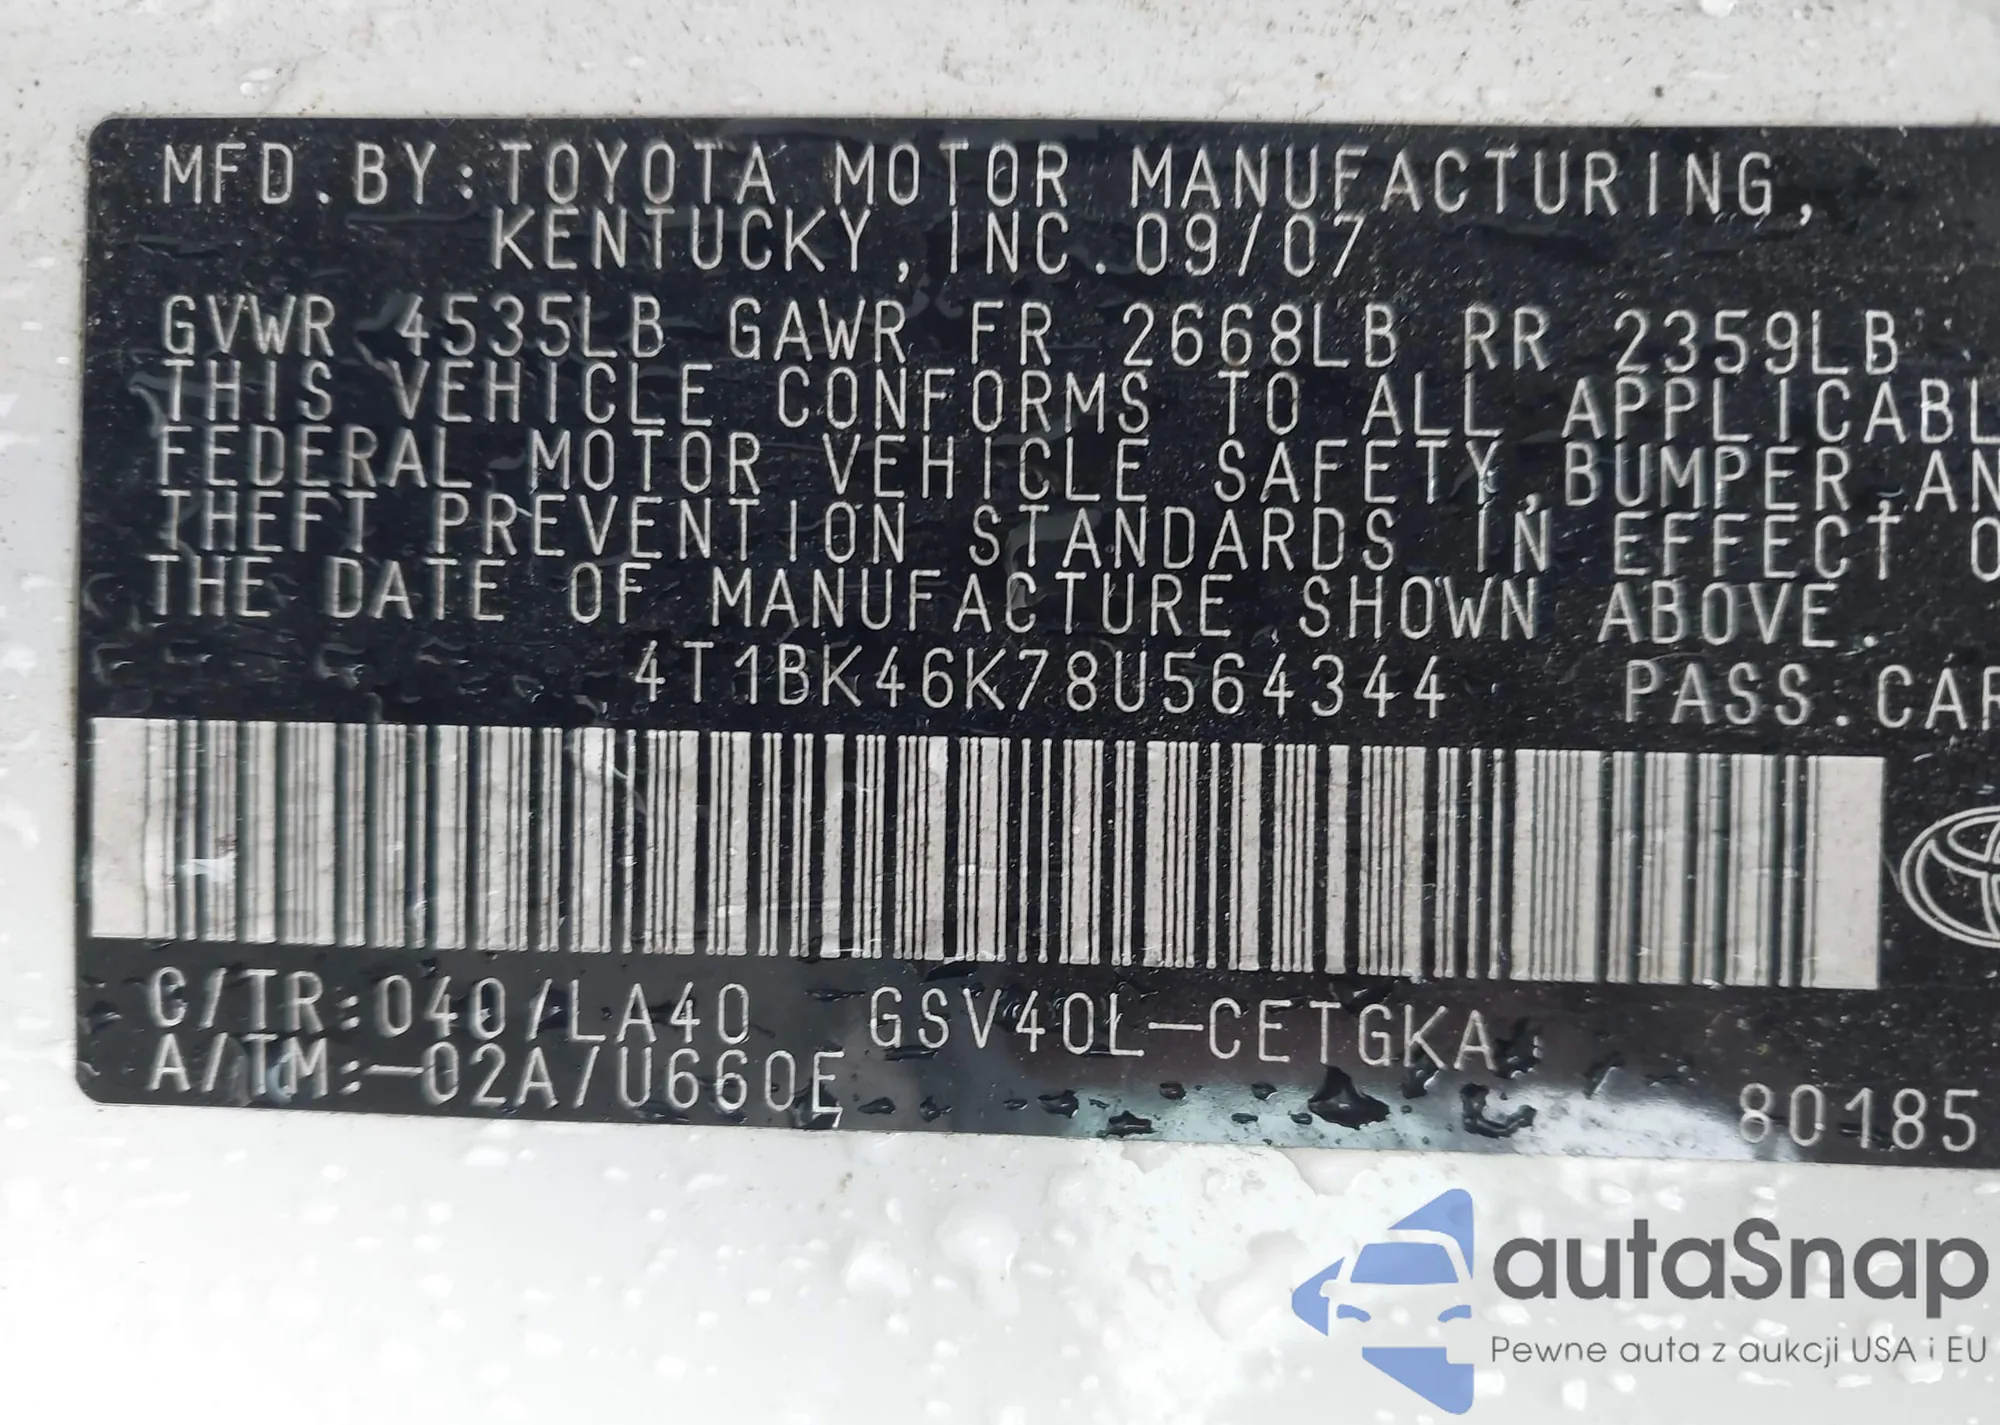 MFD.BY:TOYOTA MOTOR MANUFACTURING,
KENTUCKY, INC.09/07
GVWR 4535LB GAWR FR 2668LB RR 2359LB
THIS VEHICLE CONFORMS TO ALL APPLICABL
FEDERAL MOTOR VEHICLE SAFETY,BUMPER,AN
THEFT PREVENTION STANDARDS IN EFFECT O
THE DATE OF MANUFACTURE SHOWN ABOVE.
4T1BK46K78U564344 PASS.CAR
C/TR:040/LA40 GSV40L-CETGKA
A/TM:-02A/U660E
80185
autoSnap
Pewne auta z aukcji USA i EU